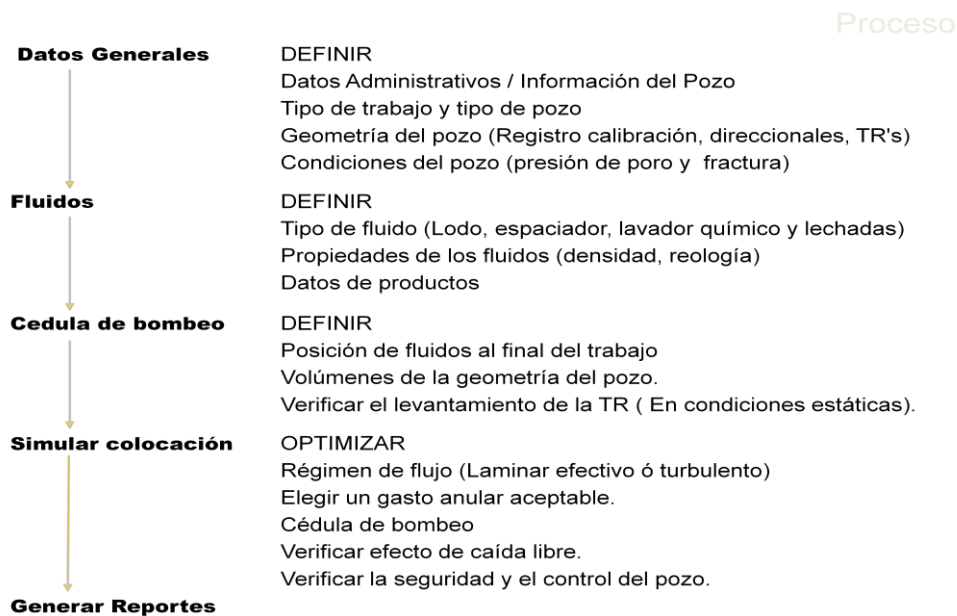 Proceso
Datos Generales DEFINIR
Datos Administrativos / Información del Pozo
Tipo de trabajo y tipo de pozo
Geometría del pozo (Registro calibración, direccionales, TR's)
Condiciones del pozo (presión de poro y fractura)
Fluidos DEFINIR
Tipo de fluido (Lodo, espaciador, lavador químico y lechadas)
Propiedades de los fluidos (densidad, reología)
Datos de productos
Cedula de bombeo DEFINIR
Posición de fluidos al final del trabajo
Volúmenes de la geometría del pozo.
Verificar el levantamiento de la TR ( En condiciones estáticas).
Simular colocación OPTIMIZAR
Régimen de flujo (Laminar efectivo ó turbulento)
Elegir un gasto anular aceptable.
Cédula de bombeo
Verificar efecto de caída libre.
Verificar la seguridad y el control del pozo.
Generar Reportes